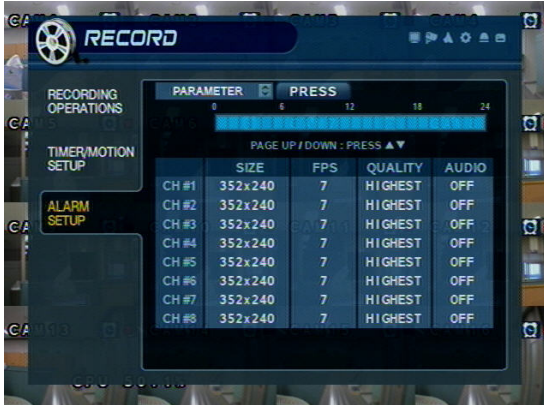 RECORD
RECORDING
OPERATIONS
TIMER/MOTION
SETUP
ALARM
SETUP
PARAMETER PRESS
0 6 12 18 24
PAGE UP / DOWN : PRESS ▲▼
SIZE FPS QUALITY AUDIO
CH #1 352x240 7 HIGHEST OFF
CH #2 352x240 7 HIGHEST OFF
CH #3 352x240 7 HIGHEST OFF
CH #4 352x240 7 HIGHEST OFF
CH #5 352x240 7 HIGHEST OFF
CH #6 352x240 7 HIGHEST OFF
CH #7 352x240 7 HIGHEST OFF
CH #8 352x240 7 HIGHEST OFF